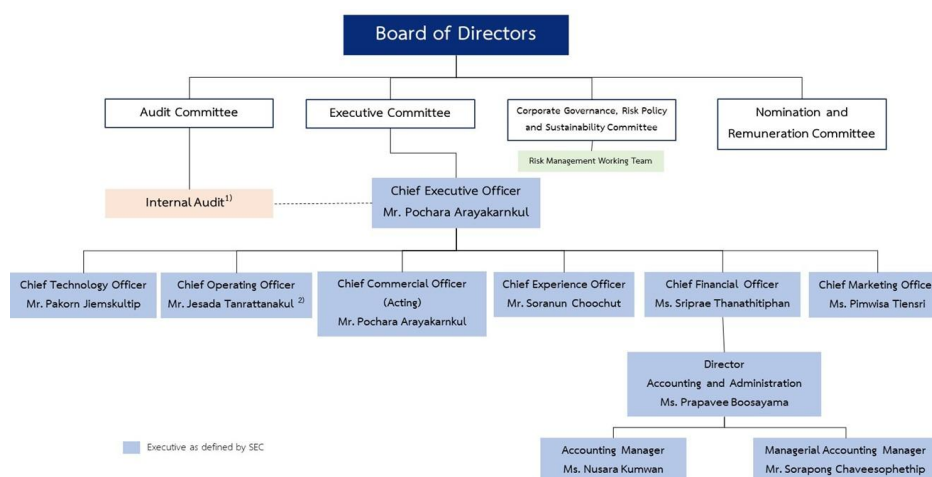 Board of Directors
Audit Committee
Executive Committee
Corporate Governance, Risk Policy
and Sustainability Committee
Nomination and
Remuneration Committee
Risk Management Working Team
Internal Audit1)
Chief Executive Officer
Mr. Pochara Arayakarnkul
Chief Technology Officer
Mr. Pakorn Jiemskultip
Chief Operating Officer
Mr. Jesada Tanrattanakul 2)
Chief Commercial Officer
(Acting)
Mr. Pochara Arayakarnkul
Chief Experience Officer
Mr. Soranun Choochut
Chief Financial Officer
Ms. Sriprae Thanathitiphan
Chief Marketing Office
Ms. Pimwisa Tiensri
Director
Accounting and Administration
Ms. Prapavee Boosayama
Executive as defined by SEC
Accounting Manager
Ms. Nusara Kumwan
Managerial Accounting Manager
Mr. Sorapong Chaveesophethip